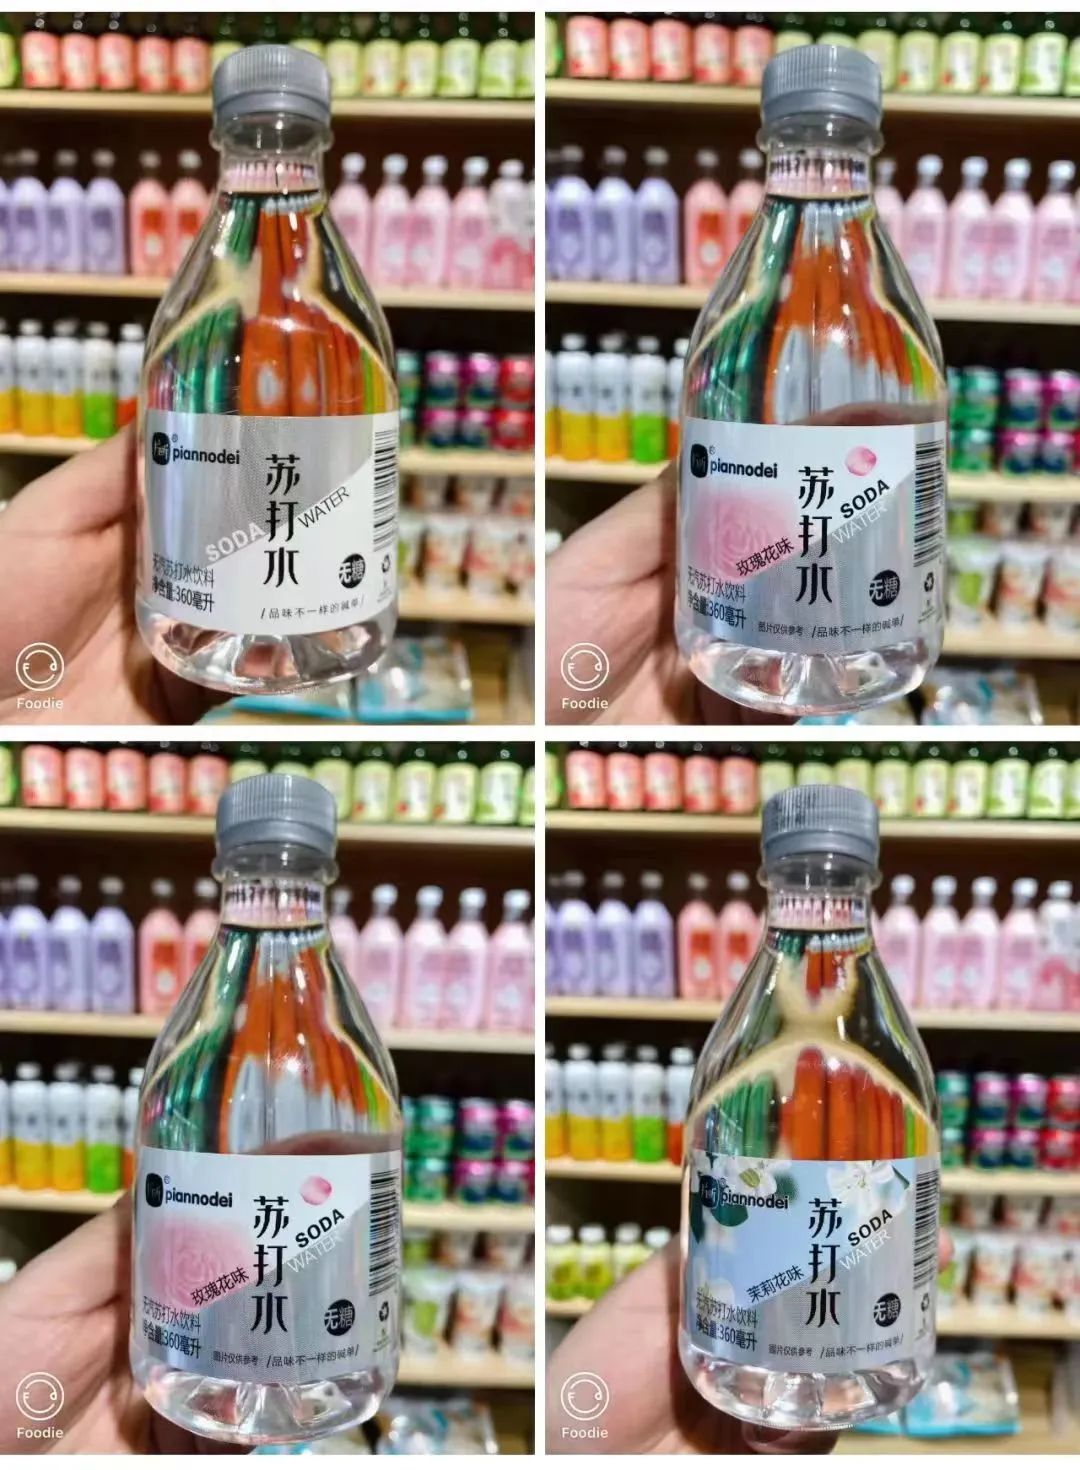 piannodei
苏打水
SODA WATER
无汽苏打水饮料
净含量:360毫升
无糖
/品味不一样的碱单/
Foodie
piannodei
苏打水
SODA
WATER
玫瑰花味
无汽苏打水饮料
净含量:360毫升
无糖
图片仅供参考 /品味不一样的碱单/
Foodie
piannodei
苏打水
SODA
WATER
玫瑰花味
无汽苏打水饮料
净含量:360毫升
无糖
图片仅供参考 /品味不一样的碱单/
Foodie
piannodei
苏打水
SODA
WATER
茉莉花味
无汽苏打水饮料
净含量:360毫升
无糖
图片仅供参考 /品味不一样的碱单/
Foodie